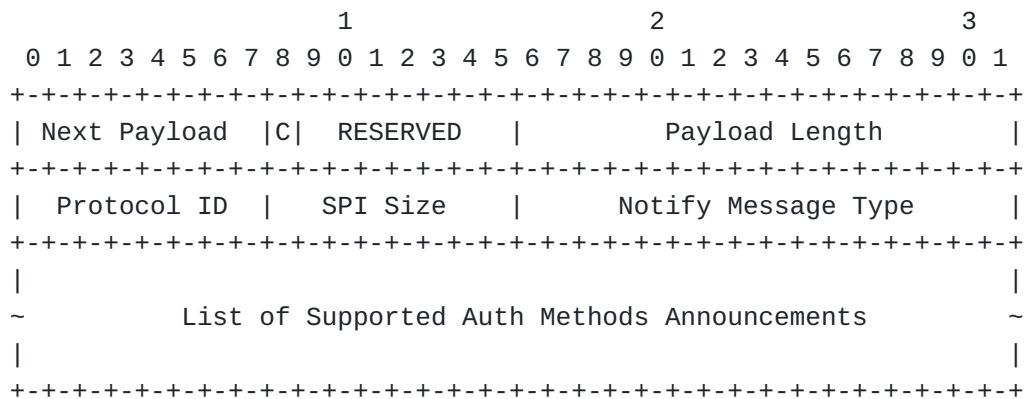 1                   2                   3
 0 1 2 3 4 5 6 7 8 9 0 1 2 3 4 5 6 7 8 9 0 1 2 3 4 5 6 7 8 9 0 1
+-+-+-+-+-+-+-+-+-+-+-+-+-+-+-+-+-+-+-+-+-+-+-+-+-+-+-+-+-+-+-+-+
| Next Payload  |C|  RESERVED   |         Payload Length        |
+-+-+-+-+-+-+-+-+-+-+-+-+-+-+-+-+-+-+-+-+-+-+-+-+-+-+-+-+-+-+-+-+
|  Protocol ID  |   SPI Size    |      Notify Message Type      |
+-+-+-+-+-+-+-+-+-+-+-+-+-+-+-+-+-+-+-+-+-+-+-+-+-+-+-+-+-+-+-+-+
|                                                               |
~          List of Supported Auth Methods Announcements         ~
|                                                               |
+-+-+-+-+-+-+-+-+-+-+-+-+-+-+-+-+-+-+-+-+-+-+-+-+-+-+-+-+-+-+-+-+